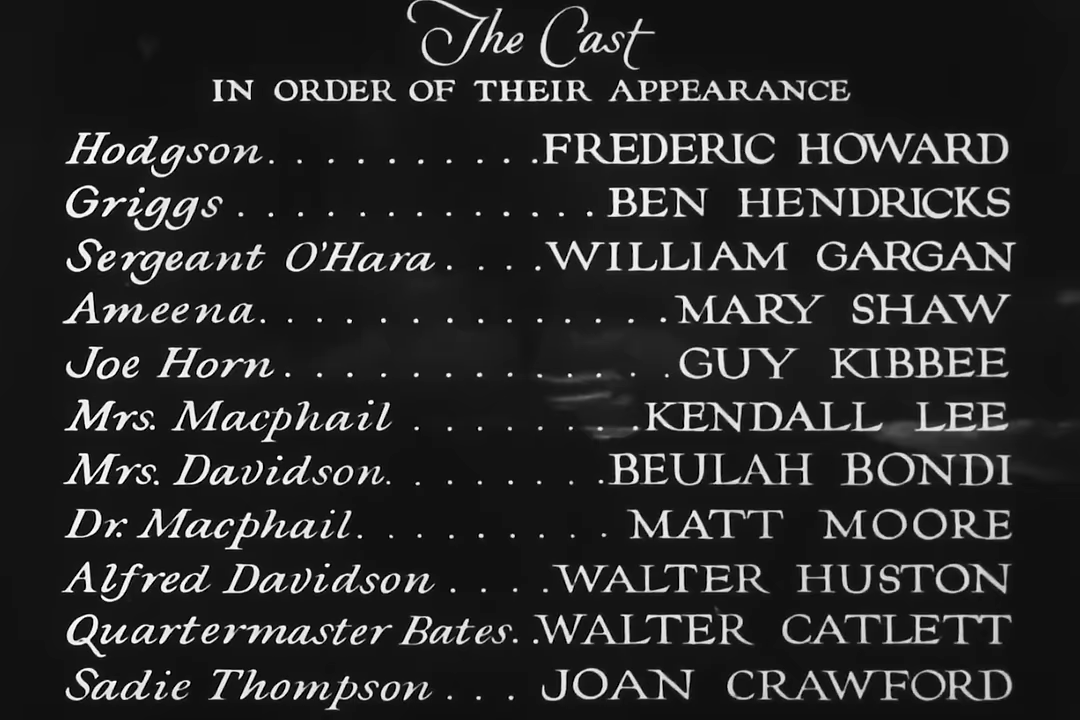 The Cast
IN ORDER OF THEIR APPEARANCE
Hodgson. . . . . . . . . . .FREDERIC HOWARD
Griggs . . . . . . . . . . . . . .BEN HENDRICKS
Sergeant O'Hara . . . .WILLIAM GARGAN
Ameena. . . . . . . . . . . . . . .MARY SHAW
Joe Horn . . . . . . . . . . . . . .GUY KIBBEE
Mrs. Macphail . . . . . . . . .KENDALL LEE
Mrs. Davidson. . . . . . . . .BEULAH BONDI
Dr. Macphail. . . . . . . . . MATT MOORE
Alfred Davidson . . . .WALTER HUSTON
Quartermaster Bates. .WALTER CATLETT
Sadie Thompson . . . JOAN CRAWFORD